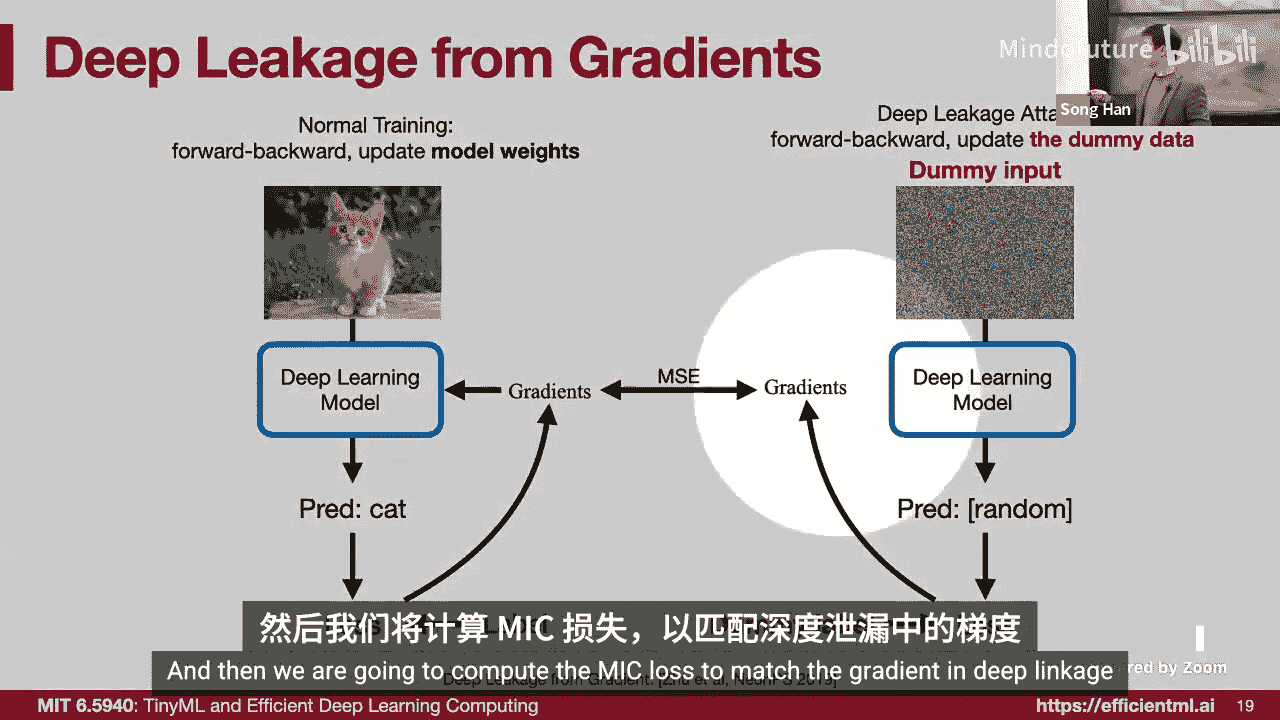 Deep Leakage from Gradients
Mindofuture bilibili
Song Han
Normal Training:
forward-backward, update model weights
Deep Leakage Atta
forward-backward, update the dummy data
Dummy input
Deep Learning
Model
Gradients
MSE
Gradients
Deep Learning
Model
Pred: cat
Pred: [random]
然后我们将计算 MIC 损失，以匹配深度泄漏中的梯度
And then we are going to compute the MIC loss to match the gradient in deep linkage
red by Zoom
MIT 6.5940: TinyML and Efficient Deep Learning Computing
https://efficientml.ai
19